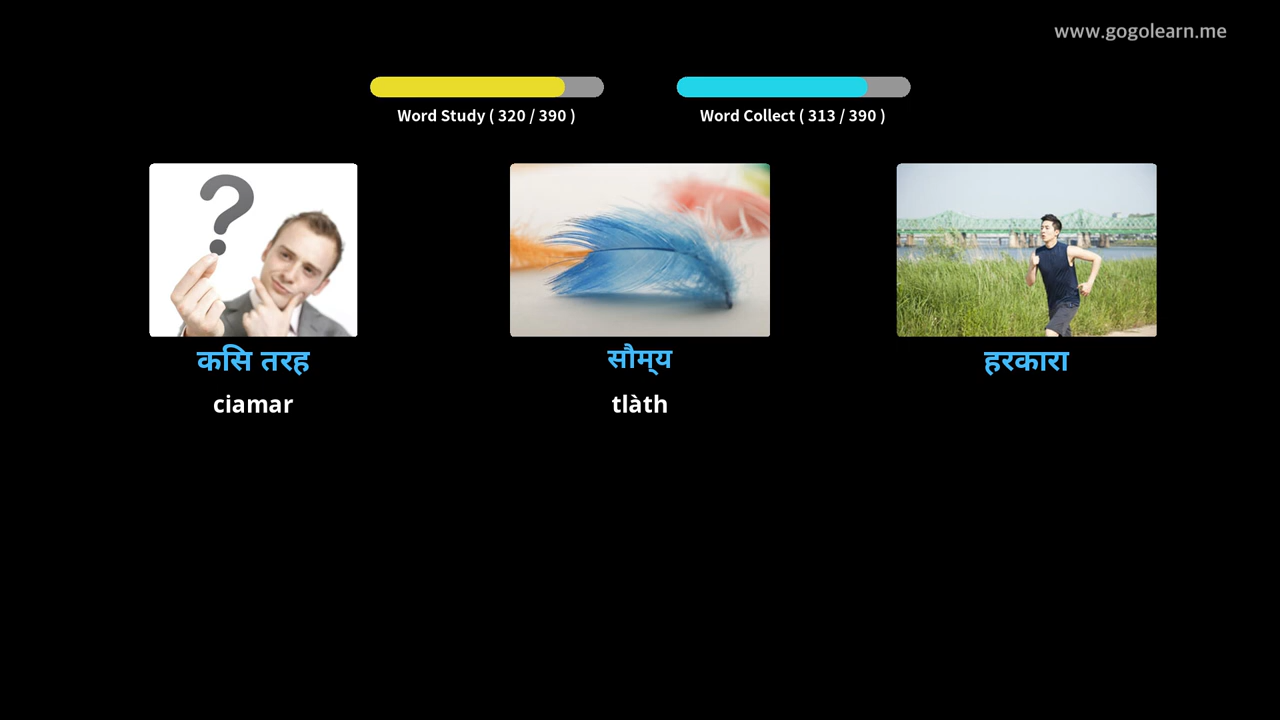 www.gogolearn.me
Word Study ( 320 / 390 )
Word Collect ( 313 / 390 )
कसि तरह
सौम्‌य
हरकारा
ciamar
tlàth